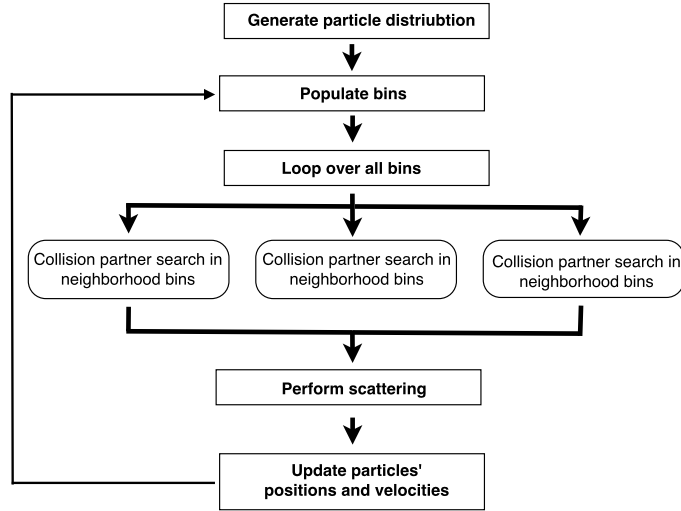 Generate particle distriubtion
Populate bins
Loop over all bins
Collision partner search in
neighborhood bins
Collision partner search in
neighborhood bins
Collision partner search in
neighborhood bins
Perform scattering
Update particles'
positions and velocities